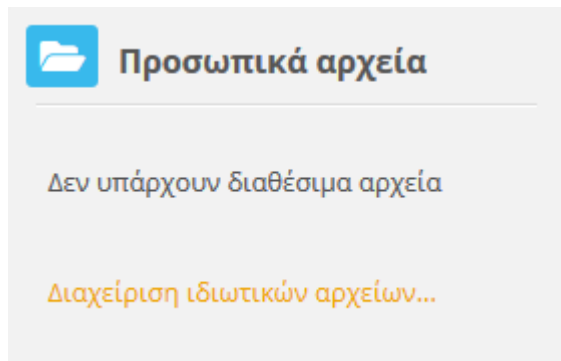 Προσωπικά αρχεία
Δεν υπάρχουν διαθέσιμα αρχεία
Διαχείριση ιδιωτικών αρχείων...